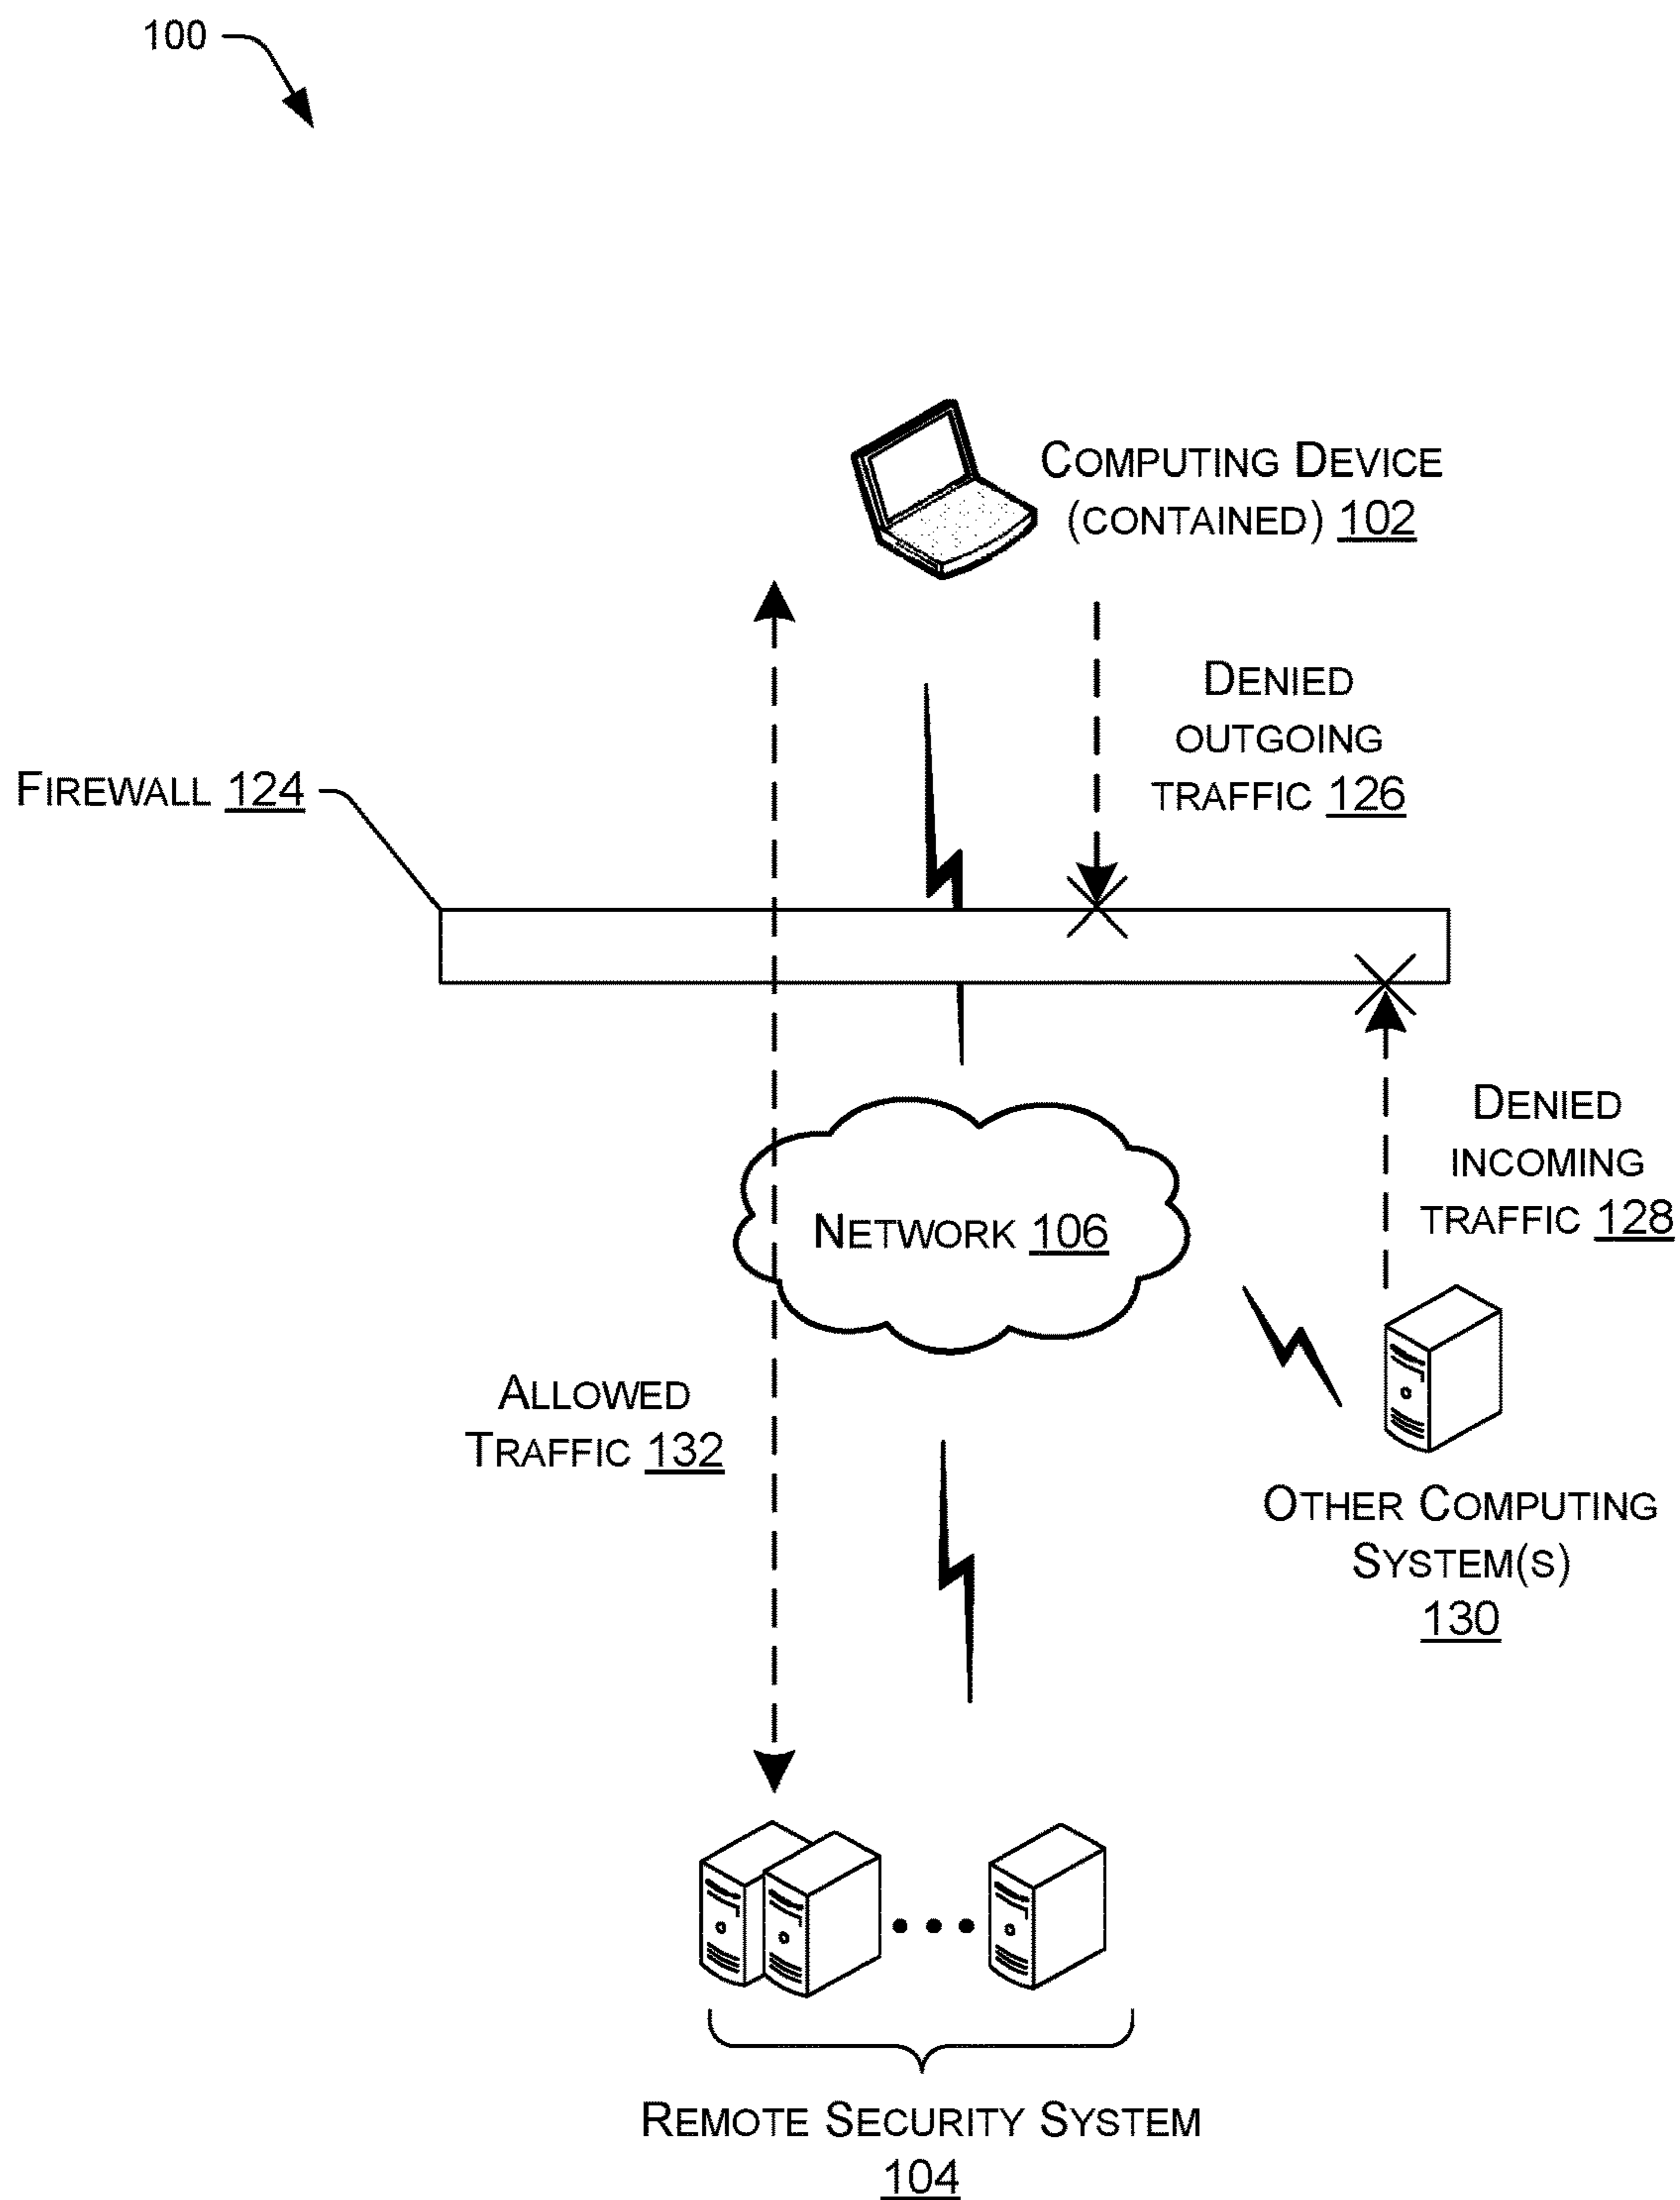 100
COMPUTING DEVICE
(CONTAINED) 102
DENIED
OUTGOING
TRAFFIC 126
FIREWALL 124
DENIED
INCOMING
TRAFFIC 128
NETWORK 106
ALLOWED
TRAFFIC 132
OTHER COMPUTING
SYSTEM(S)
130
REMOTE SECURITY SYSTEM
104